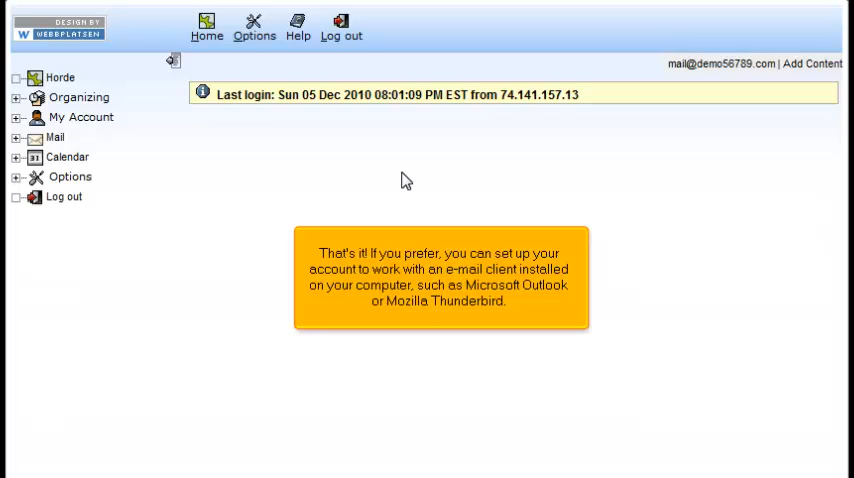 DESIGN BY
W WEBBPLATSEN
Home Options Help Log out
mail@demo56789.com | Add Content
Horde
Organizing
My Account
Mail
31 Calendar
Options
Log out
Last login: Sun 05 Dec 2010 08:01:09 PM EST from 74.141.157.13
That's it! If you prefer, you can set up your
account to work with an e-mail client installed
on your computer, such as Microsoft Outlook
or Mozilla Thunderbird.